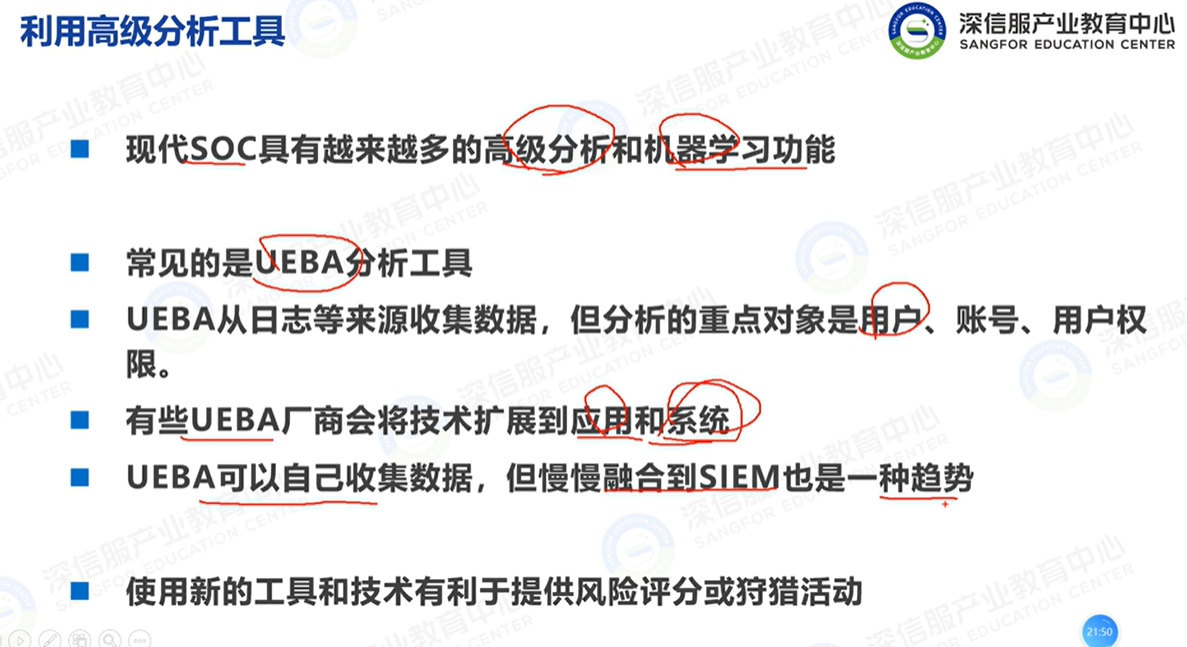 利用高级分析工具
深信服产业教育中心
SANGFOR EDUCATION CENTER
现代SOC具有越来越多的高级分析和机器学习功能
常见的是UEBA分析工具
UEBA从日志等来源收集数据，但分析的重点对象是用户、账号、用户权
限。
有些UEBA厂商会将技术扩展到应用和系统
UEBA可以自己收集数据，但慢慢融合到SIEM也是一种趋势
使用新的工具和技术有利于提供风险评分或狩猎活动
21:50